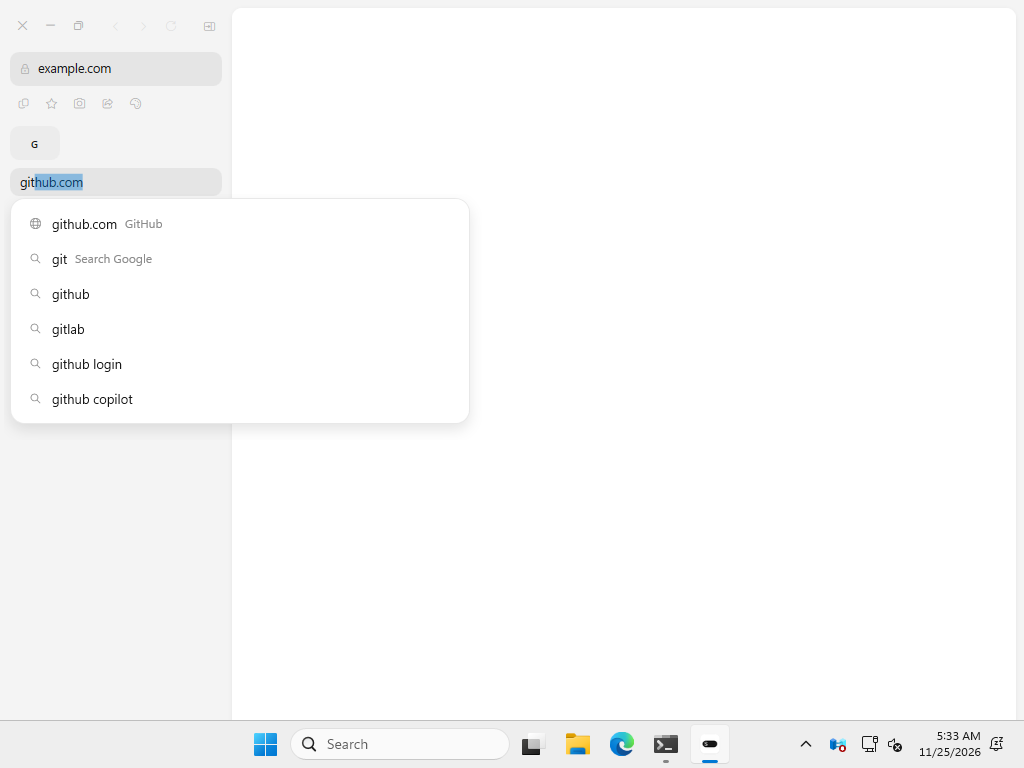 example.com
G
github.com
github.com GitHub
git Search Google
github
gitlab
github login
github copilot
Search
5:33 AM
11/25/2026